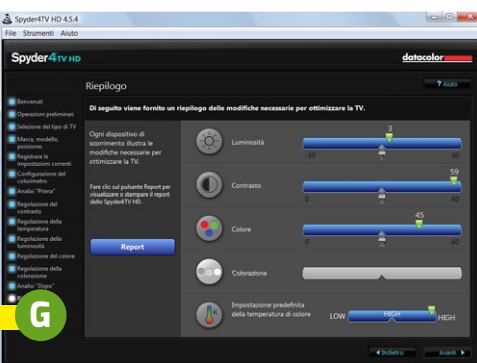 Spyder4TV HD 4.5.4
File Strumenti Aiuto
Spyder4TV HD
datacolor
Riepilogo
? Aiuto
Benvenuti
Operazioni preliminari
Selezione del tipo di TV
Marca, modello,
posizione.
Registrare le
impostazioni correnti
Configurazione del
colorimetro
Analisi "Prima"
Regolazione del
contrasto
Regolazione della
temperatura
Regolazione della
luminosità
Regolazione del colore
Regolazione della
colorazione
Analisi "Dopo"
G
Di seguito viene fornito un riepilogo delle modifiche necessarie per ottimizzare la TV.
Ogni dispositivo di
scorrimento illustra le
modifiche necessarie per
ottimizzare la TV.
Fare clic sul pulsante Report per
visualizzare o stampare il report
dello Spyder4TV HD.
Report
Luminosità
3
-30
30
Contrasto
59
0
60
Colore
45
0
60
Colorazione
Impostazione predefinita
della temperatura di colore
LOW
HIGH
HIGH
Indietro
Avanti